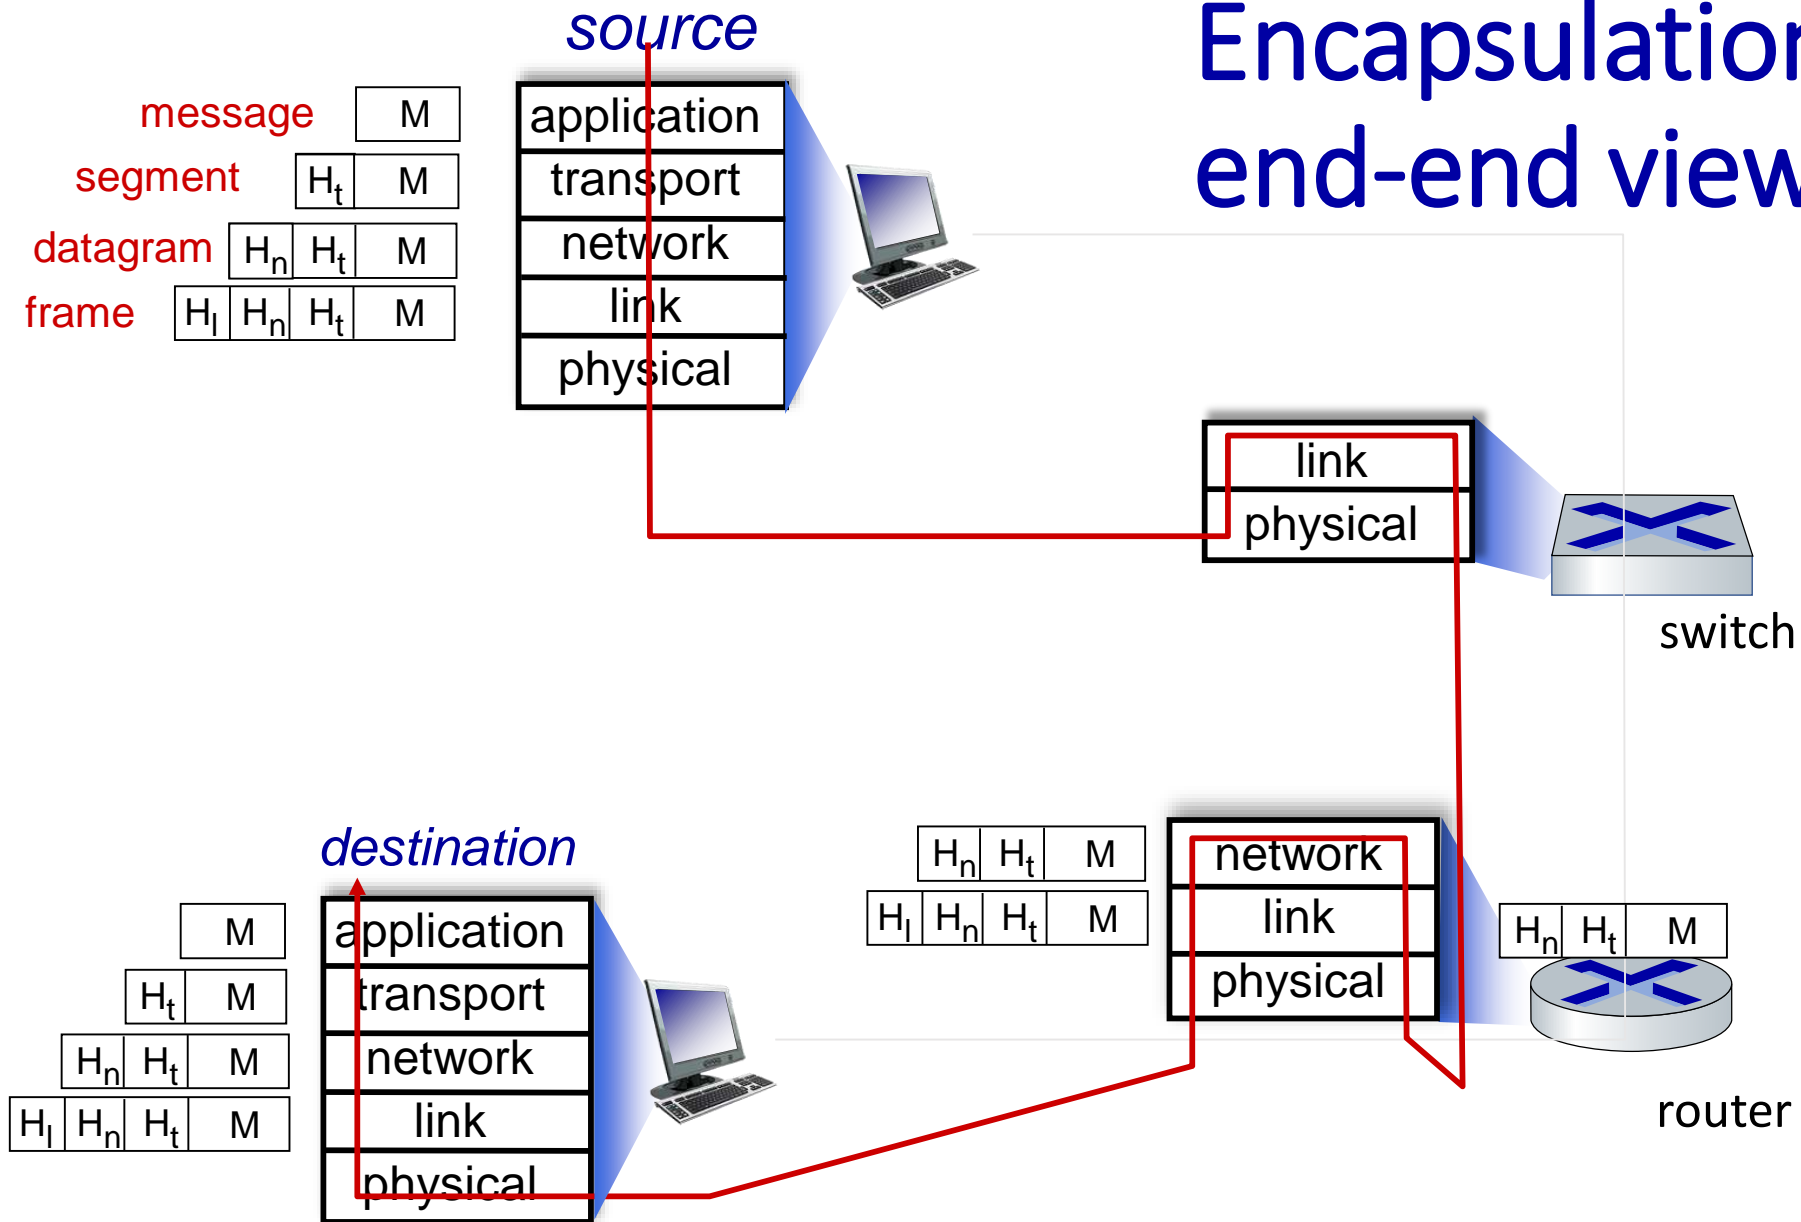 source
Encapsulation
end-end view
message M
segment Ht M
datagram Hn Ht M
frame Hl Hn Ht M
application
transport
network
link
physical
link
physical
switch
destination
M
Ht M
Hn Ht M
Hl Hn Ht M
application
transport
network
link
physical
Hn Ht M
Hl Hn Ht M
network
link
physical
Hn Ht M
router